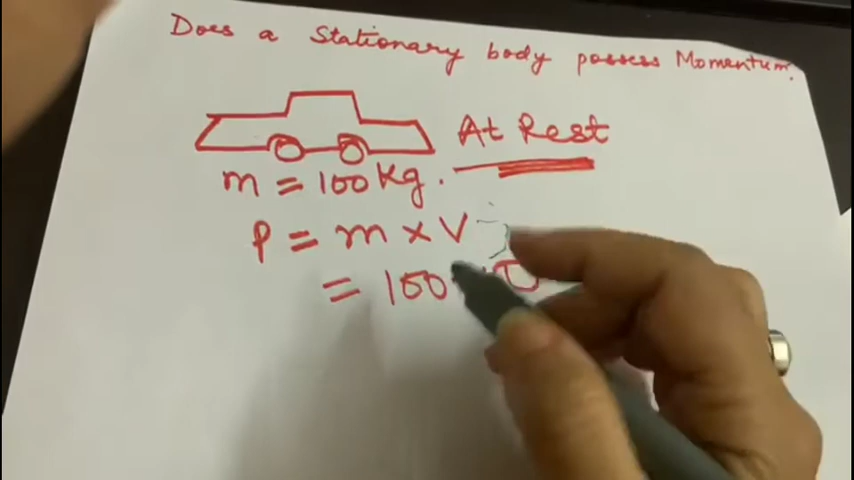 Does a Stationary body possess Momentum.
At Rest
m = 100 Kg.
P = m × V
= 100